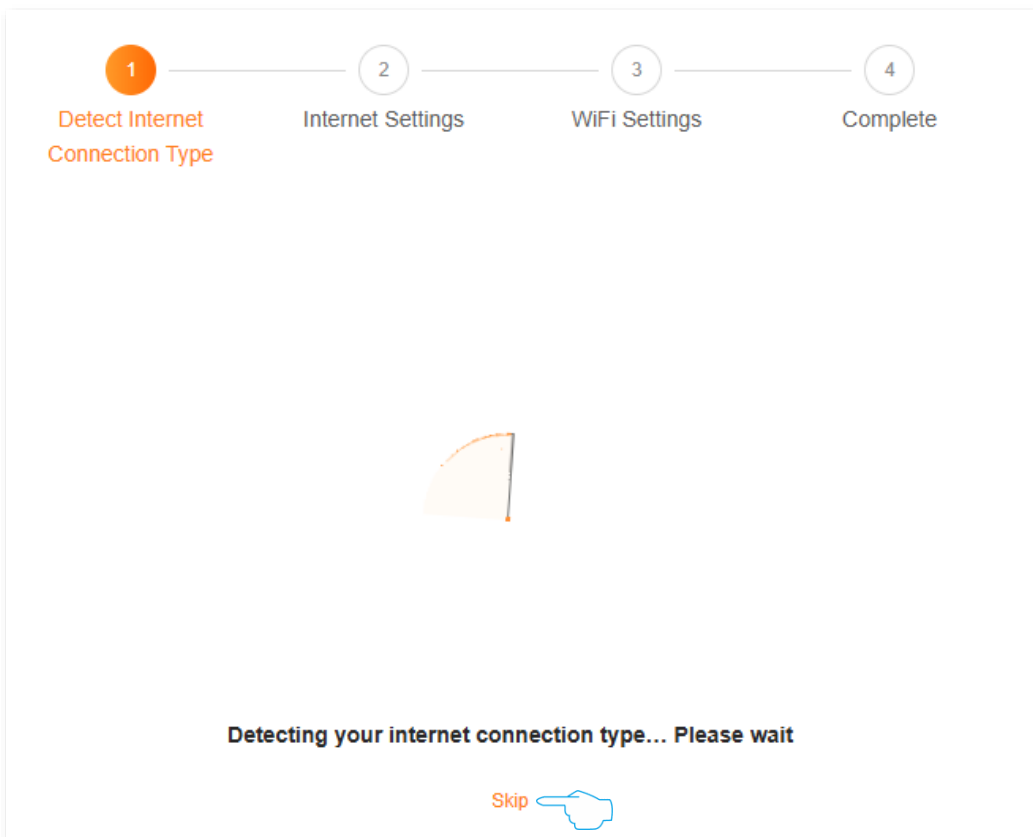 1
2
3
4
Detect Internet
Connection Type
Internet Settings
WiFi Settings
Complete
Detecting your internet connection type... Please wait
Skip